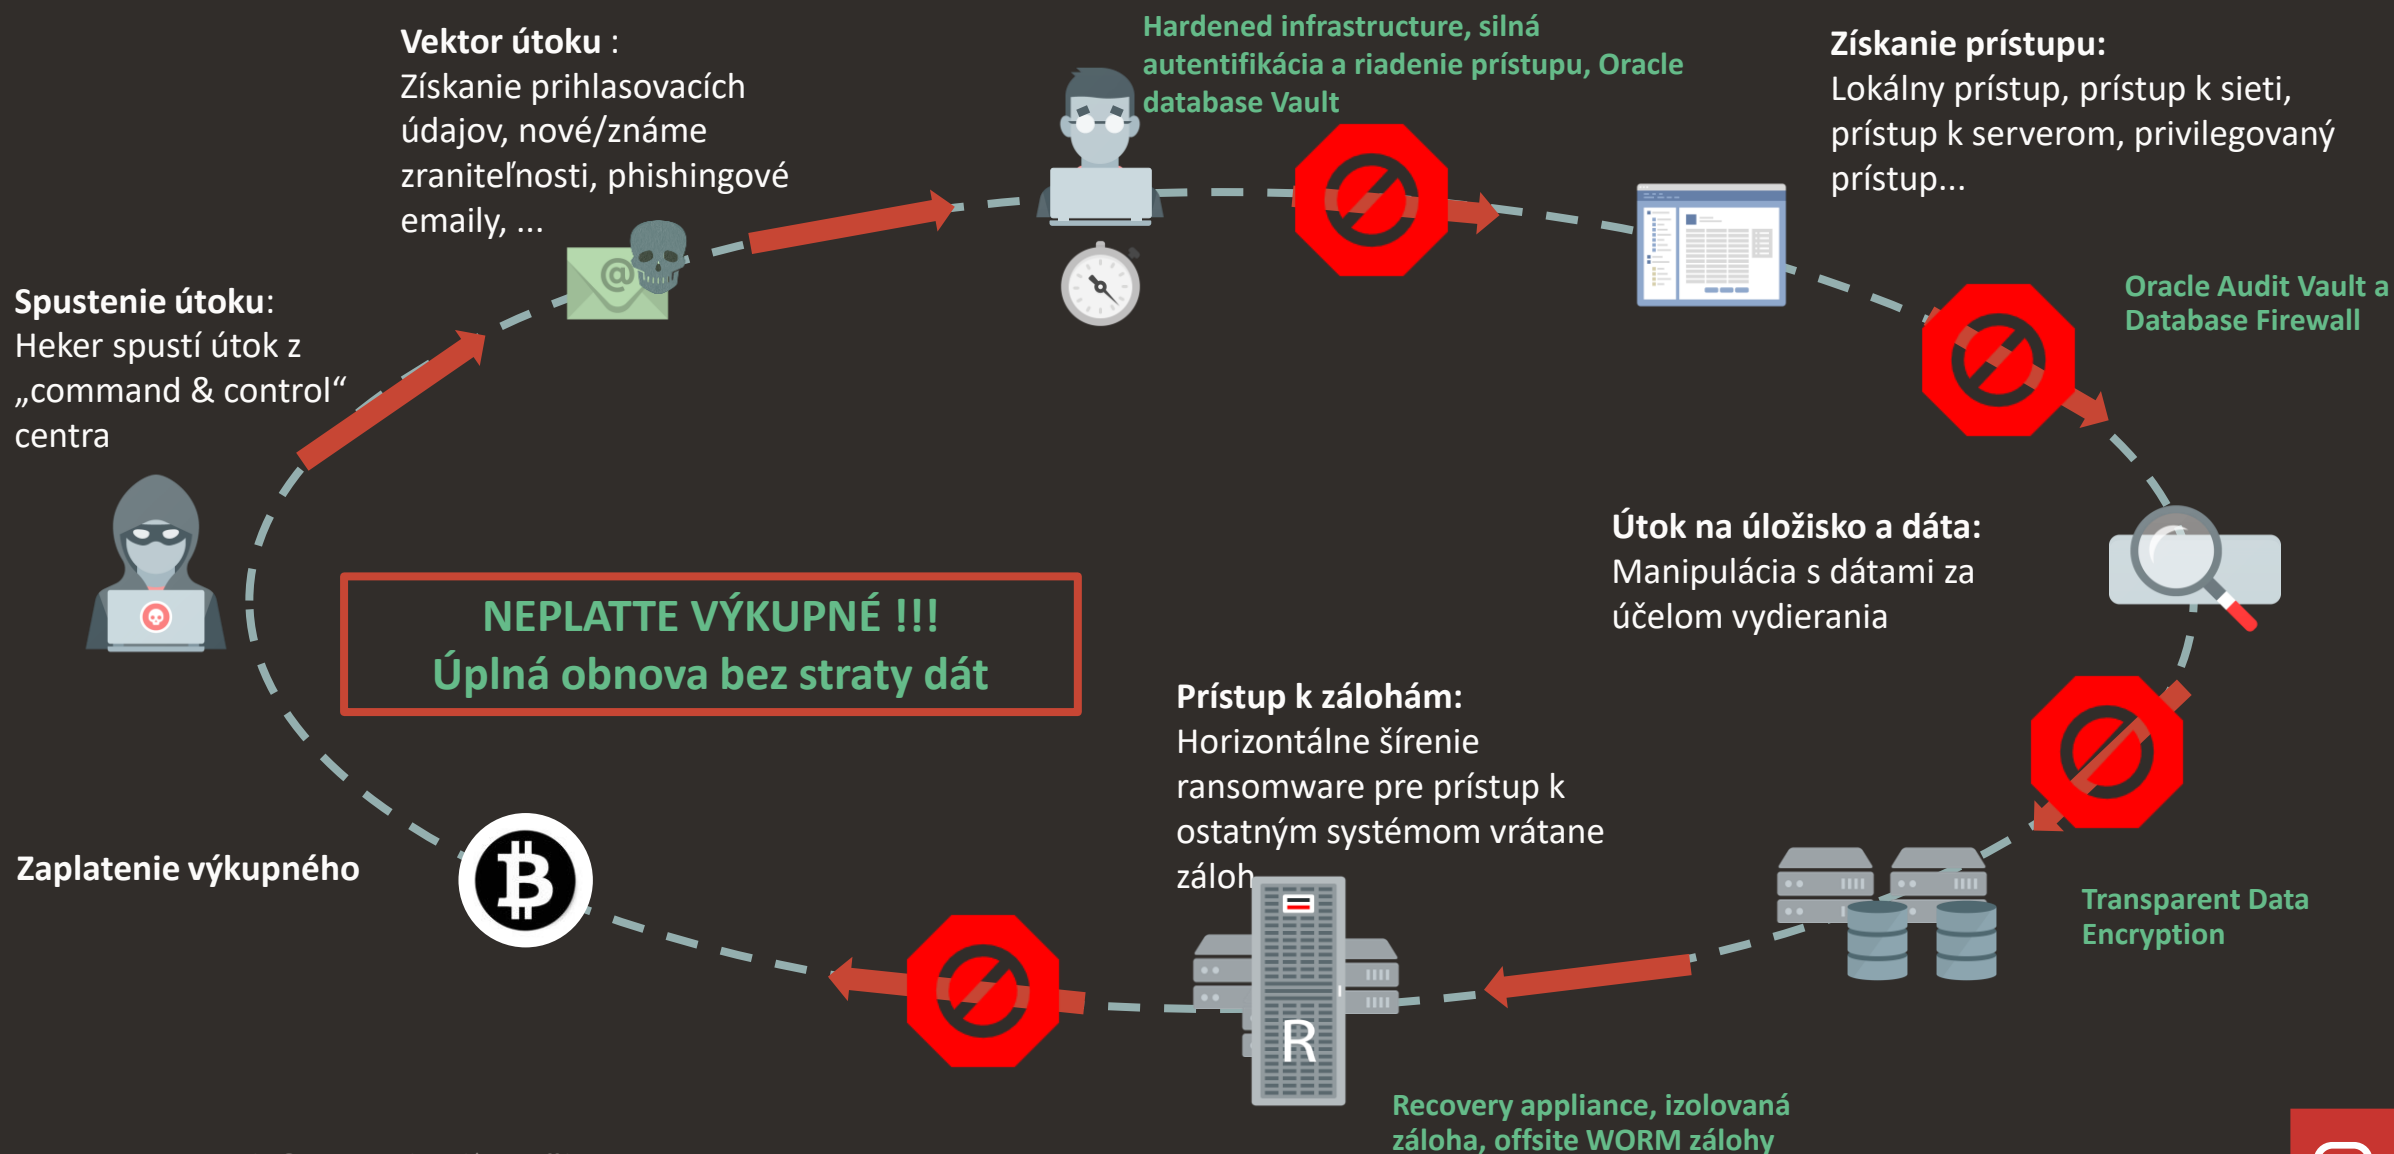 Vektor útoku :
Získanie prihlasovacích
údajov, nové/známe
zraniteľnosti, phishingové
emaily, ...
Hardened infrastructure, silná
autentifikácia a riadenie prístupu, Oracle
database Vault
Získanie prístupu:
Lokálny prístup, prístup k sieti,
prístup k serverom, privilegovaný
prístup...
Spustenie útoku:
Heker spustí útok z
„command & control“
centra
@
Oracle Audit Vault a
Database Firewall
Útok na úložisko a dáta:
Manipulácia s dátami za
účelom vydierania
NEPLATTE VÝKUPNÉ !!!
Úplná obnova bez straty dát
Prístup k zálohám:
Horizontálne šírenie
ransomware pre prístup k
ostatným systémom vrátane
záloh
Zaplatenie výkupného
Transparent Data
Encryption
R
Recovery appliance, izolovaná
záloha, offsite WORM zálohy